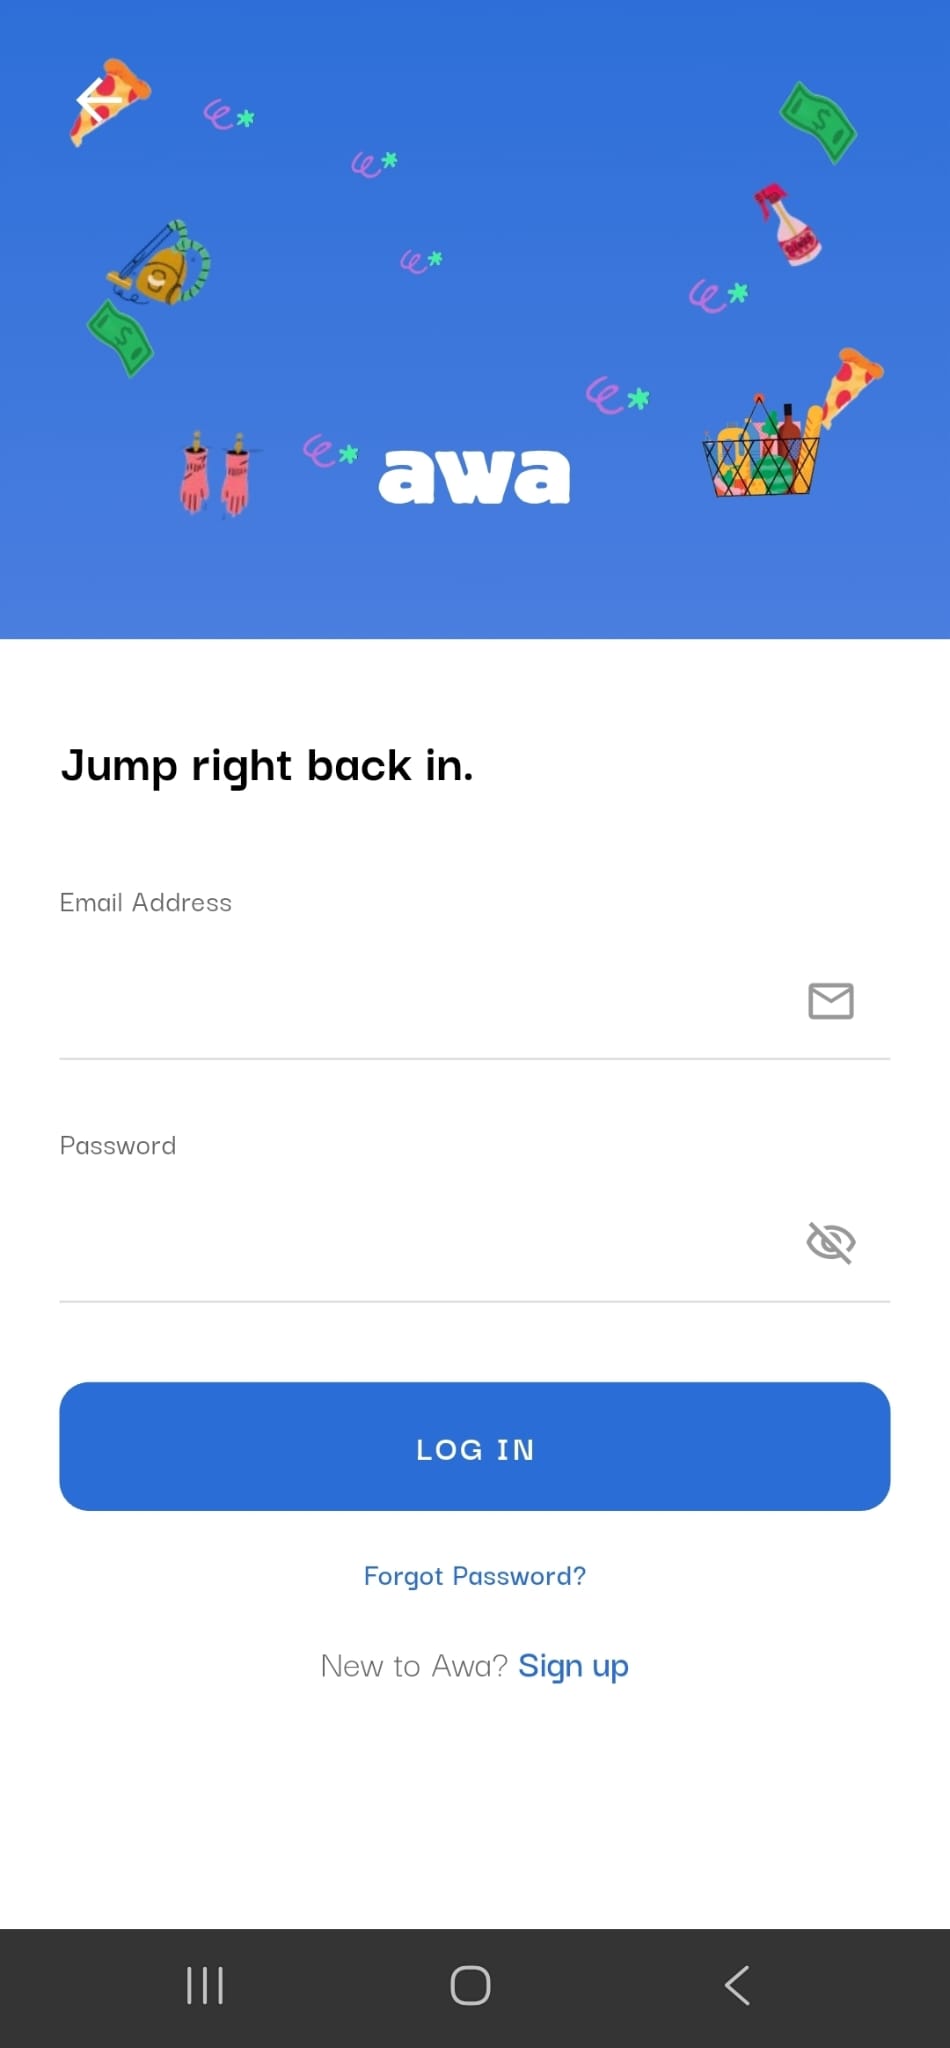 awa
Jump right back in.
Email Address
Password
LOG IN
Forgot Password?
New to Awa? Sign up